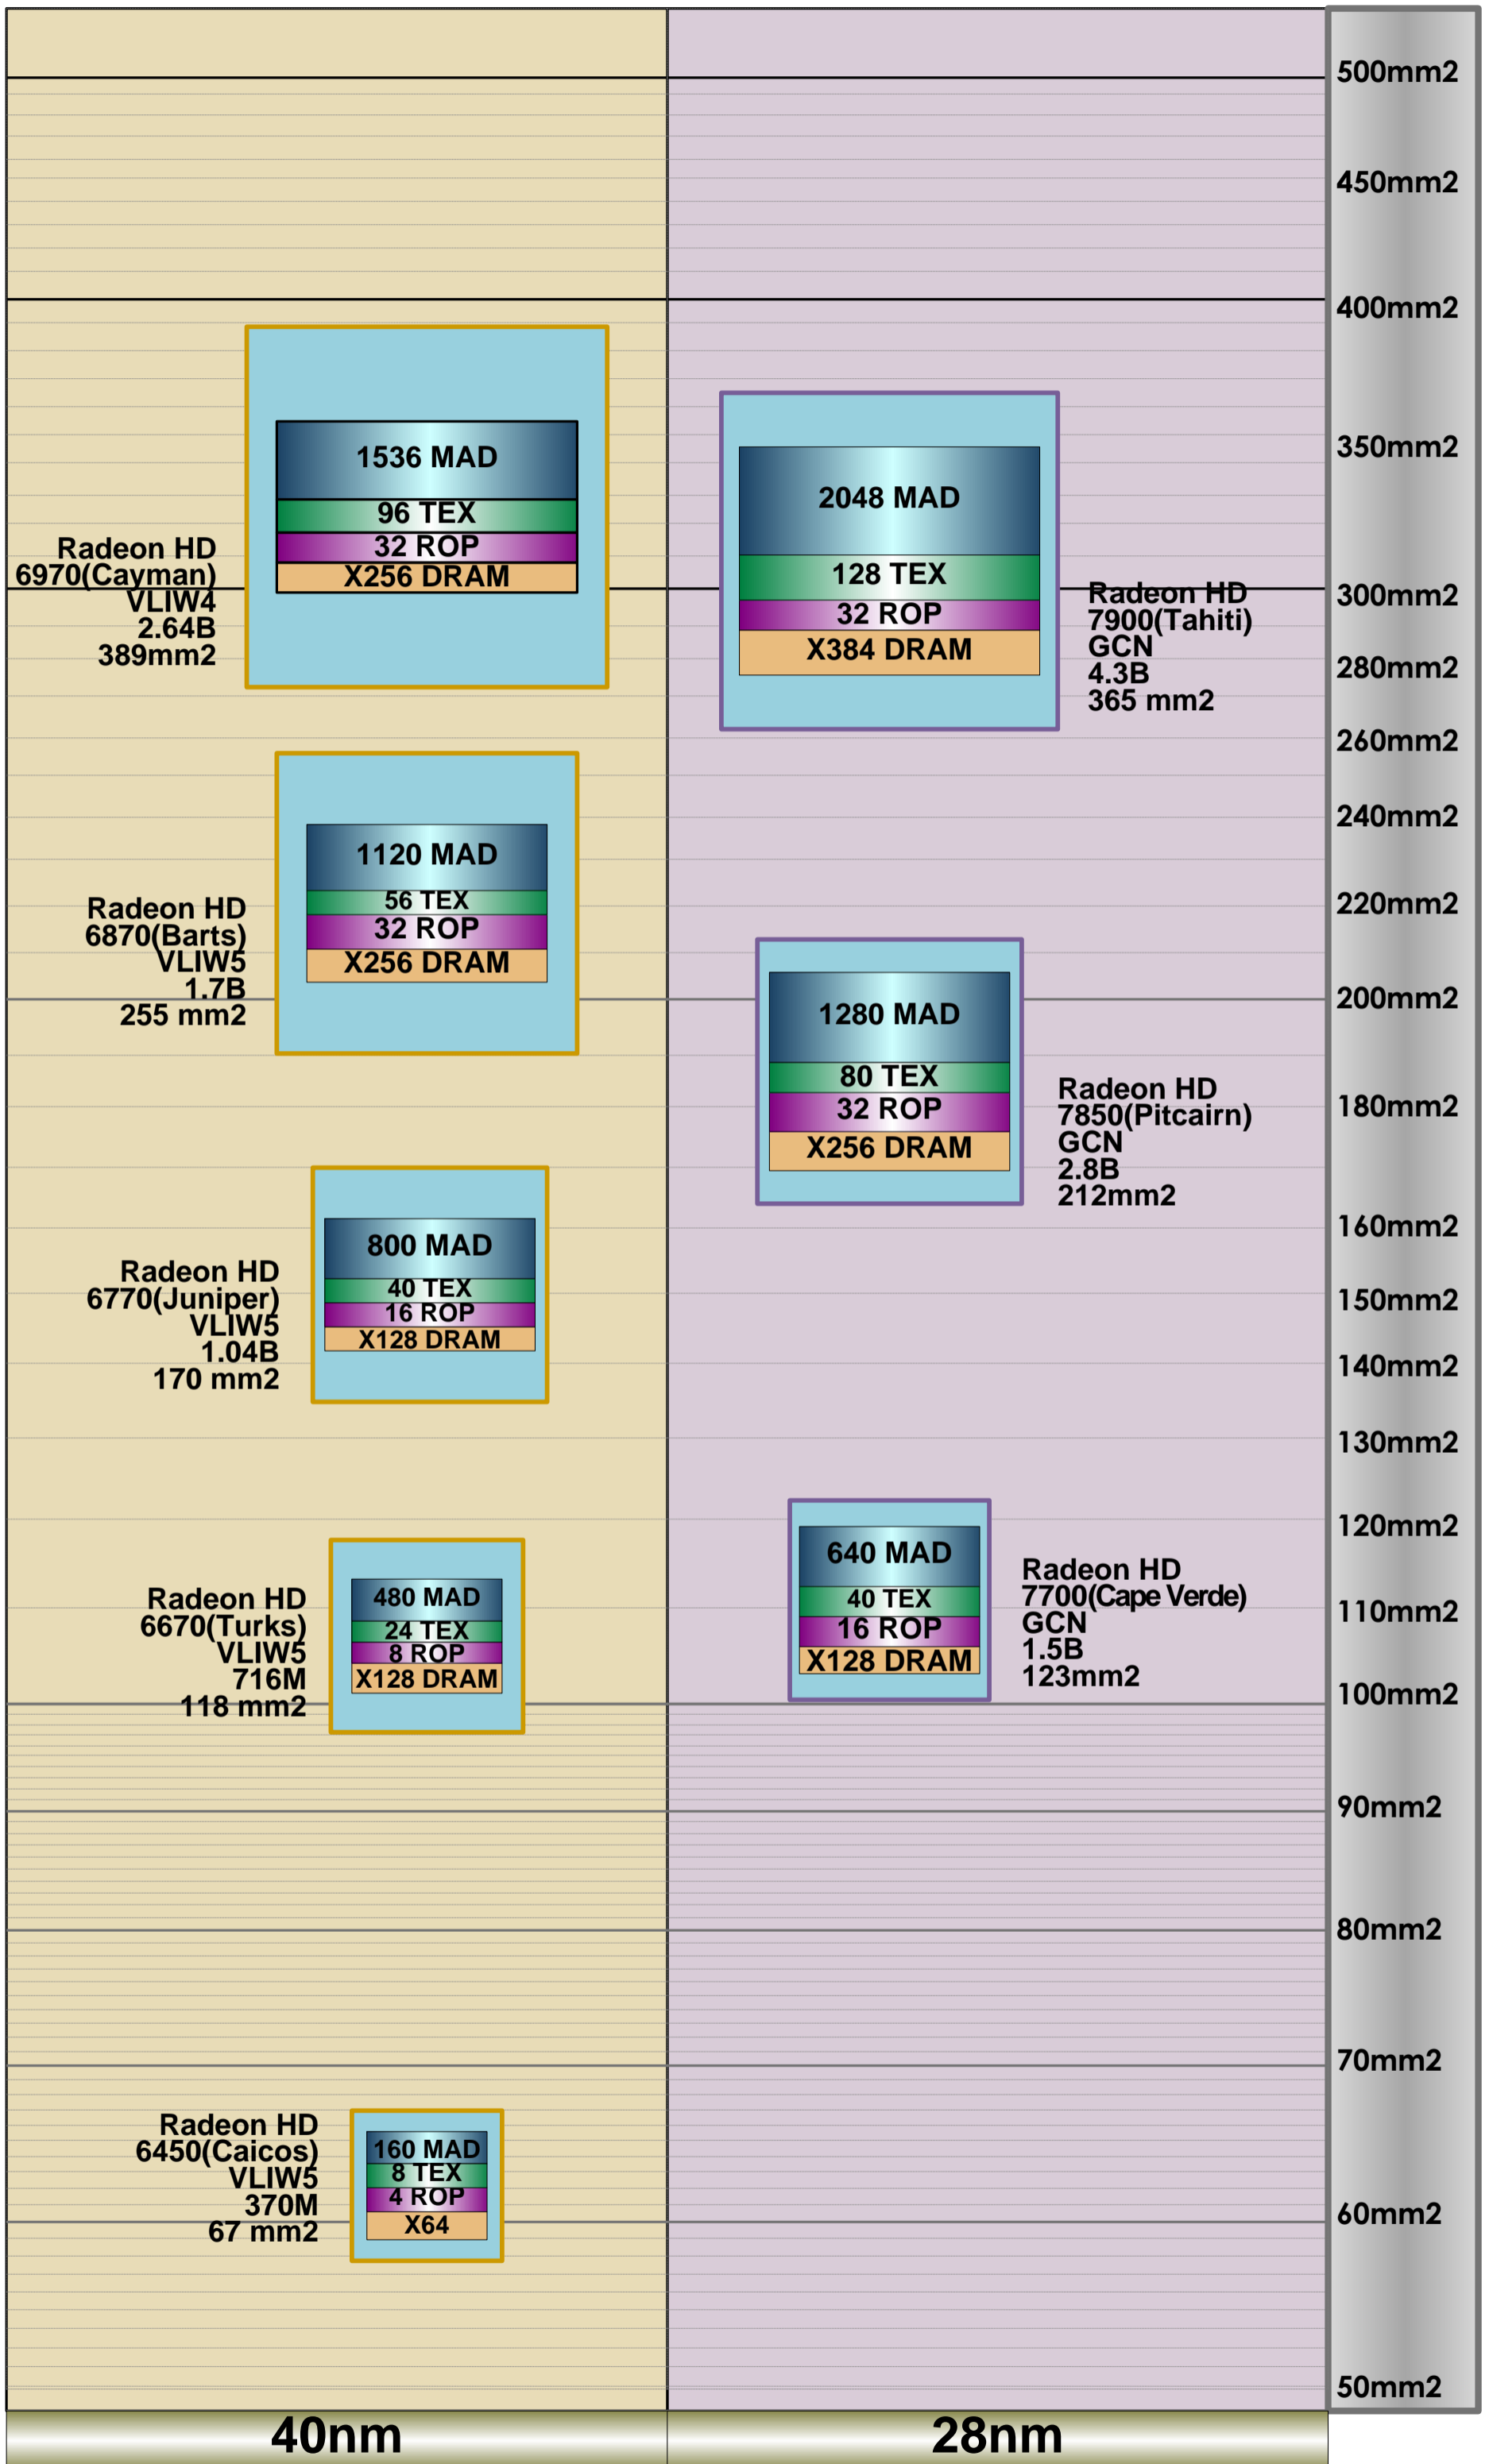 500mm2
450mm2
400mm2
350mm2
300mm2
280mm2
260mm2
240mm2
220mm2
200mm2
180mm2
160mm2
150mm2
140mm2
130mm2
120mm2
110mm2
100mm2
90mm2
80mm2
70mm2
60mm2
50mm2
Radeon HD
6970(Cayman)
VLIW4
2.64B
389mm2
1536 MAD
96 TEX
32 ROP
X256 DRAM
Radeon HD
6870(Barts)
VLIW5
1.7B
255 mm2
1120 MAD
56 TEX
32 ROP
X256 DRAM
Radeon HD
6770(Juniper)
VLIW5
1.04B
170 mm2
800 MAD
40 TEX
16 ROP
X128 DRAM
Radeon HD
6670(Turks)
VLIW5
716M
118 mm2
480 MAD
24 TEX
8 ROP
X128 DRAM
Radeon HD
6450(Caicos)
VLIW5
370M
67 mm2
160 MAD
8 TEX
4 ROP
X64
2048 MAD
128 TEX
32 ROP
X384 DRAM
Radeon HD
7900(Tahiti)
GCN
4.3B
365 mm2
1280 MAD
80 TEX
32 ROP
X256 DRAM
Radeon HD
7850(Pitcairn)
GCN
2.8B
212mm2
640 MAD
40 TEX
16 ROP
X128 DRAM
Radeon HD
7700(Cape Verde)
GCN
1.5B
123mm2
40nm
28nm